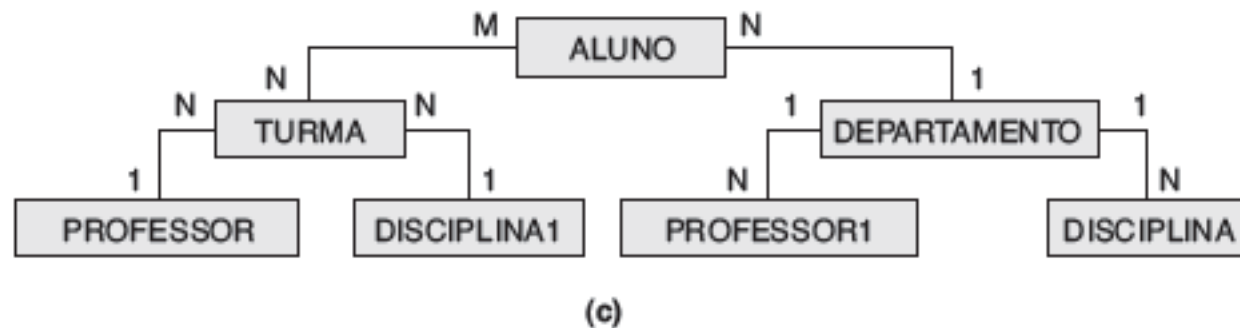 M ALUNO N
N 1
N TURMA N 1 DEPARTAMENTO 1
1 1 N N
PROFESSOR DISCIPLINA1 PROFESSOR1 DISCIPLINA
(c)